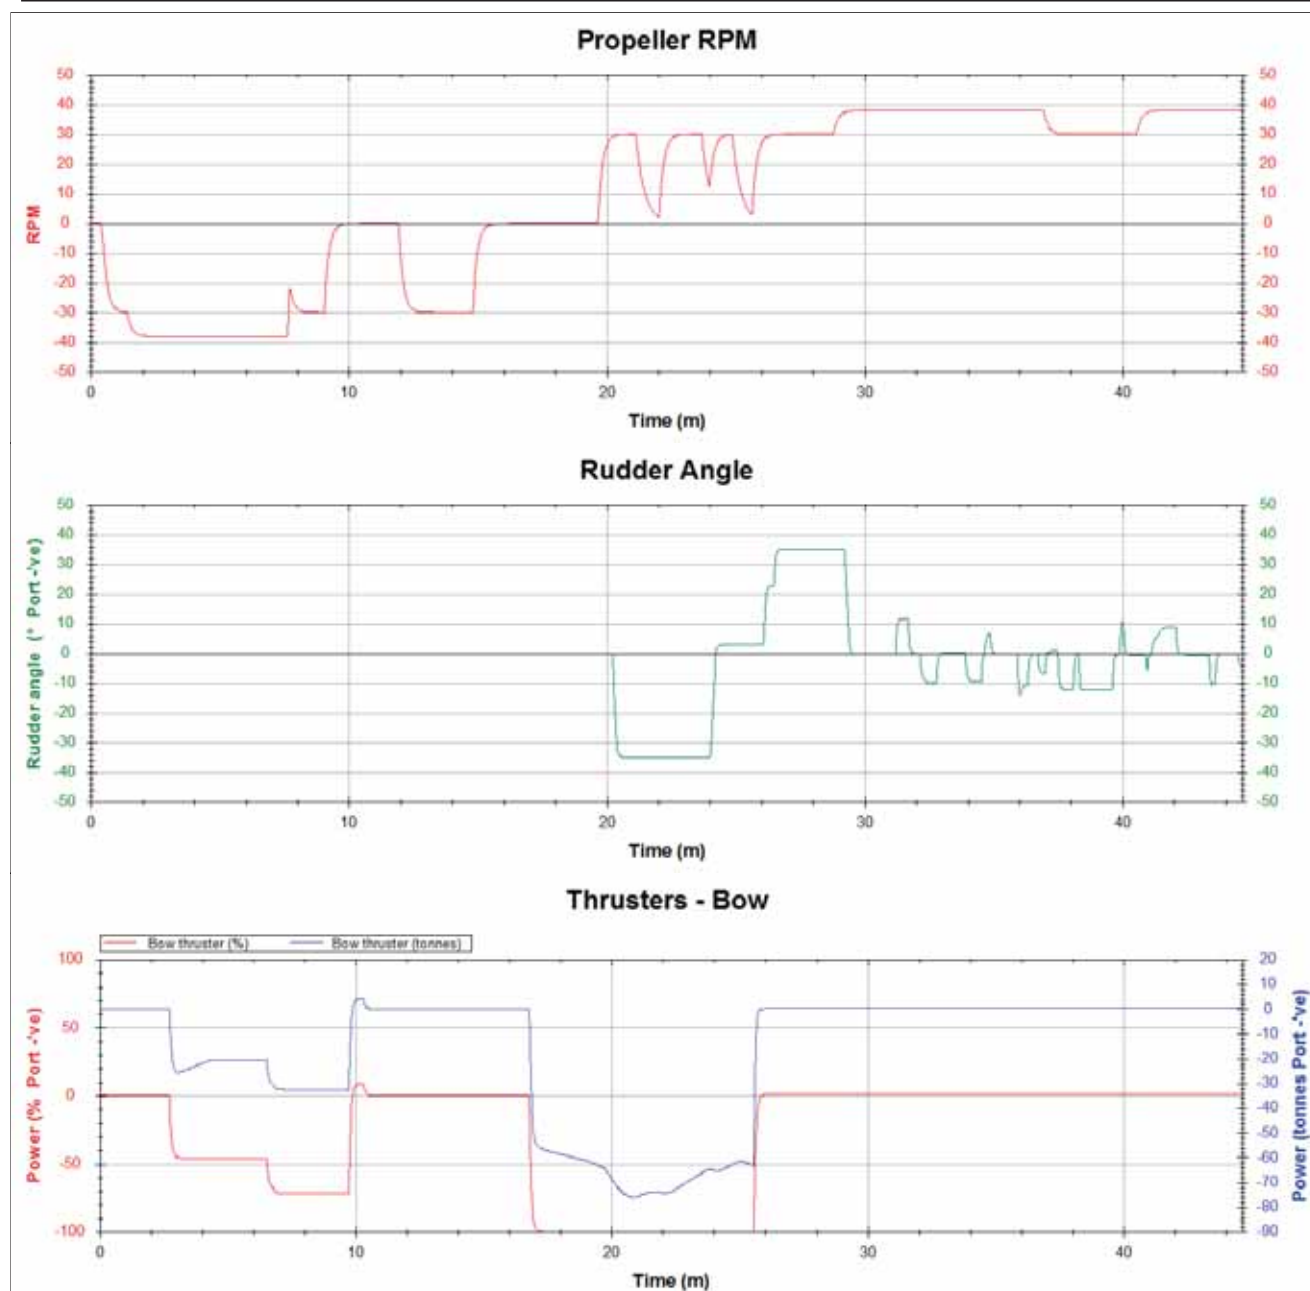 Propeller RPM
50 50
40 40
30 30
20 20
10 10
0 0
-10 -10
-20 -20
-30 -30
-40 -40
-50 -50
RPM
0 10 20 30 40
Time (m)
Rudder Angle
50 50
40 40
30 30
20 20
10 10
0 0
-10 -10
-20 -20
-30 -30
-40 -40
-50 -50
Rudder angle (° Port -'ve)
0 10 20 30 40
Time (m)
Thrusters - Bow
Bow thruster (%) Bow thruster (tonnes)
100 20
10
50 0
-10
-20
0 -30
-40
-50
-50 -60
-70
-80
-100 -90
Power (% Port -'ve)
Power (tonnes Port -'ve)
0 10 20 30 40
Time (m)